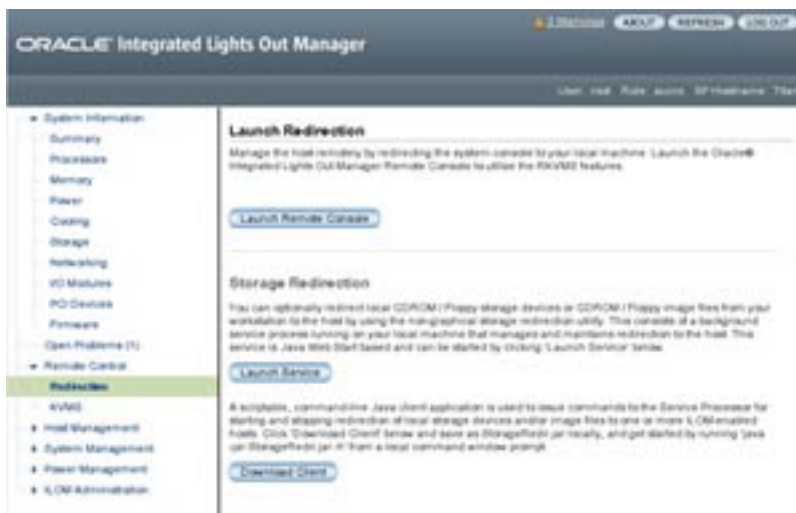 2 Warnings ABOUT REFRESH LOG OUT
ORACLE Integrated Lights Out Manager
User: root Role: SP Hostname:
System Information
Summary
Processors
Memory
Power
Cooling
Storage
Networking
I/O Modules
PCI Devices
Firmware
Open Problems (1)
Remote Control
Redirection
KVMS
Host Management
System Management
Power Management
ILOM Administration
Launch Redirection
Manage the host remotely by redirecting the system console to your local machine. Launch the Oracle®
Integrated Lights Out Manager Remote Console to utilize the RKVMS features.
Launch Remote Console
Storage Redirection
You can optionally redirect local CDROM / Floppy storage devices or CDROM / Floppy image files from your
workstation to the host by using the nongraphical storage redirection utility. This consists of a background
service process running on your local machine that manages and maintains redirection to the host. This
service is Java Web Start based and can be started by clicking 'Launch Service' below.
Launch Service
A scriptable, command-line Java client application is used to issue commands to the Service Processor for
starting and stopping redirection of local storage devices and/or image files to one or more ILOM-enabled
hosts. Click 'Download Client' below and save as StorageRedir.jar locally, and get started by running 'java
-jar StorageRedir.jar -h' from a local command window prompt.
Download Client